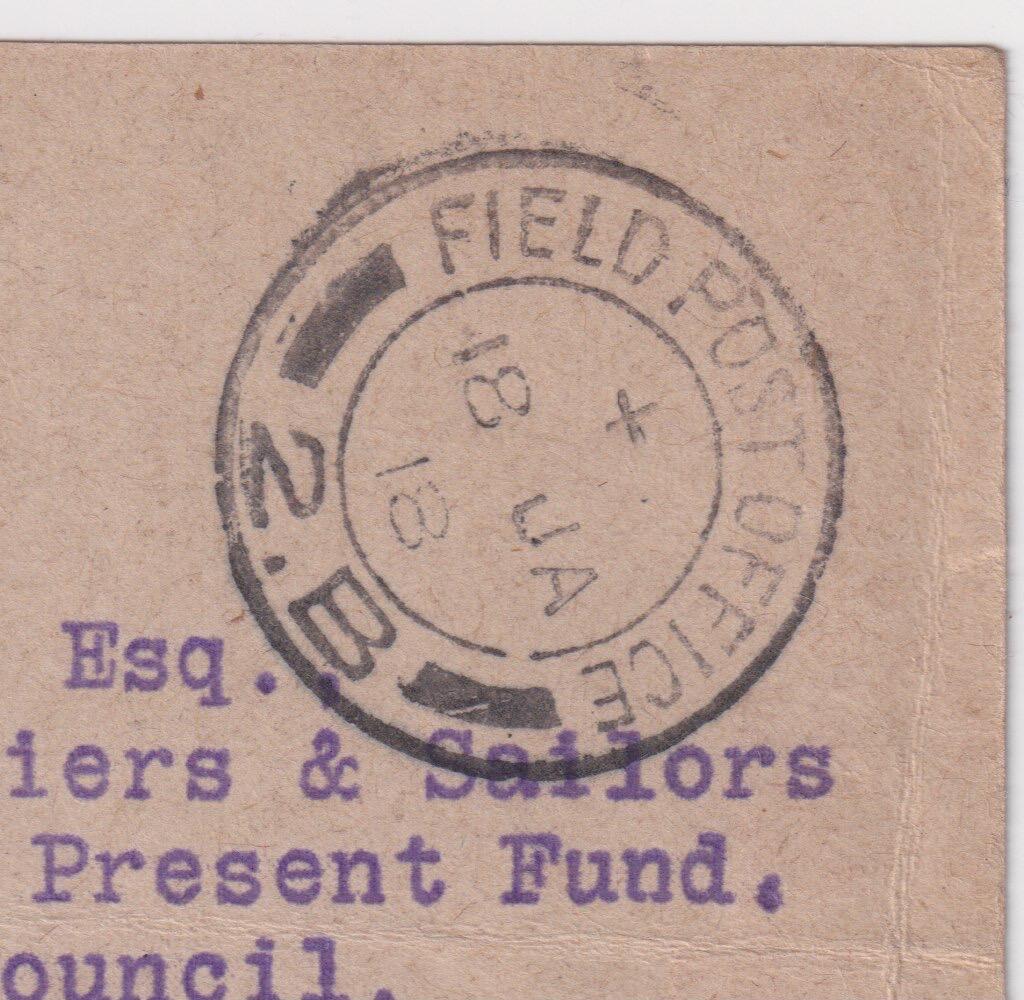 FIELD POST OFFICE
+
18 JA
18
2.B
Esq.,
iers & Sailors
Present Fund.
ouncil.